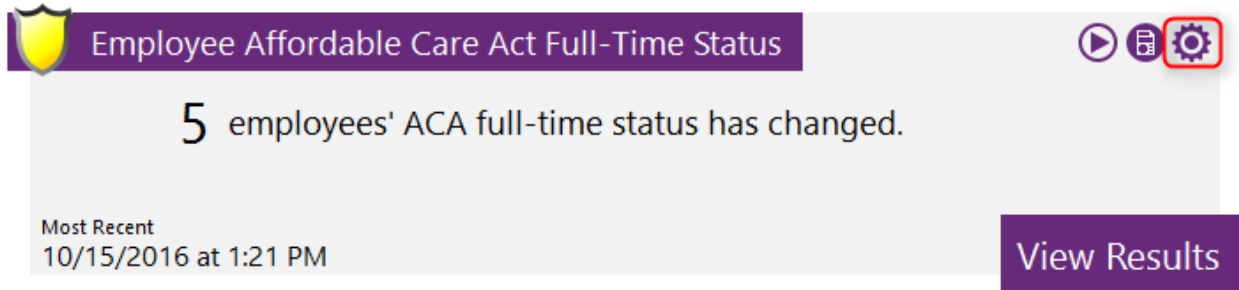 Employee Affordable Care Act Full-Time Status
5 employees' ACA full-time status has changed.
Most Recent
10/15/2016 at 1:21 PM
View Results